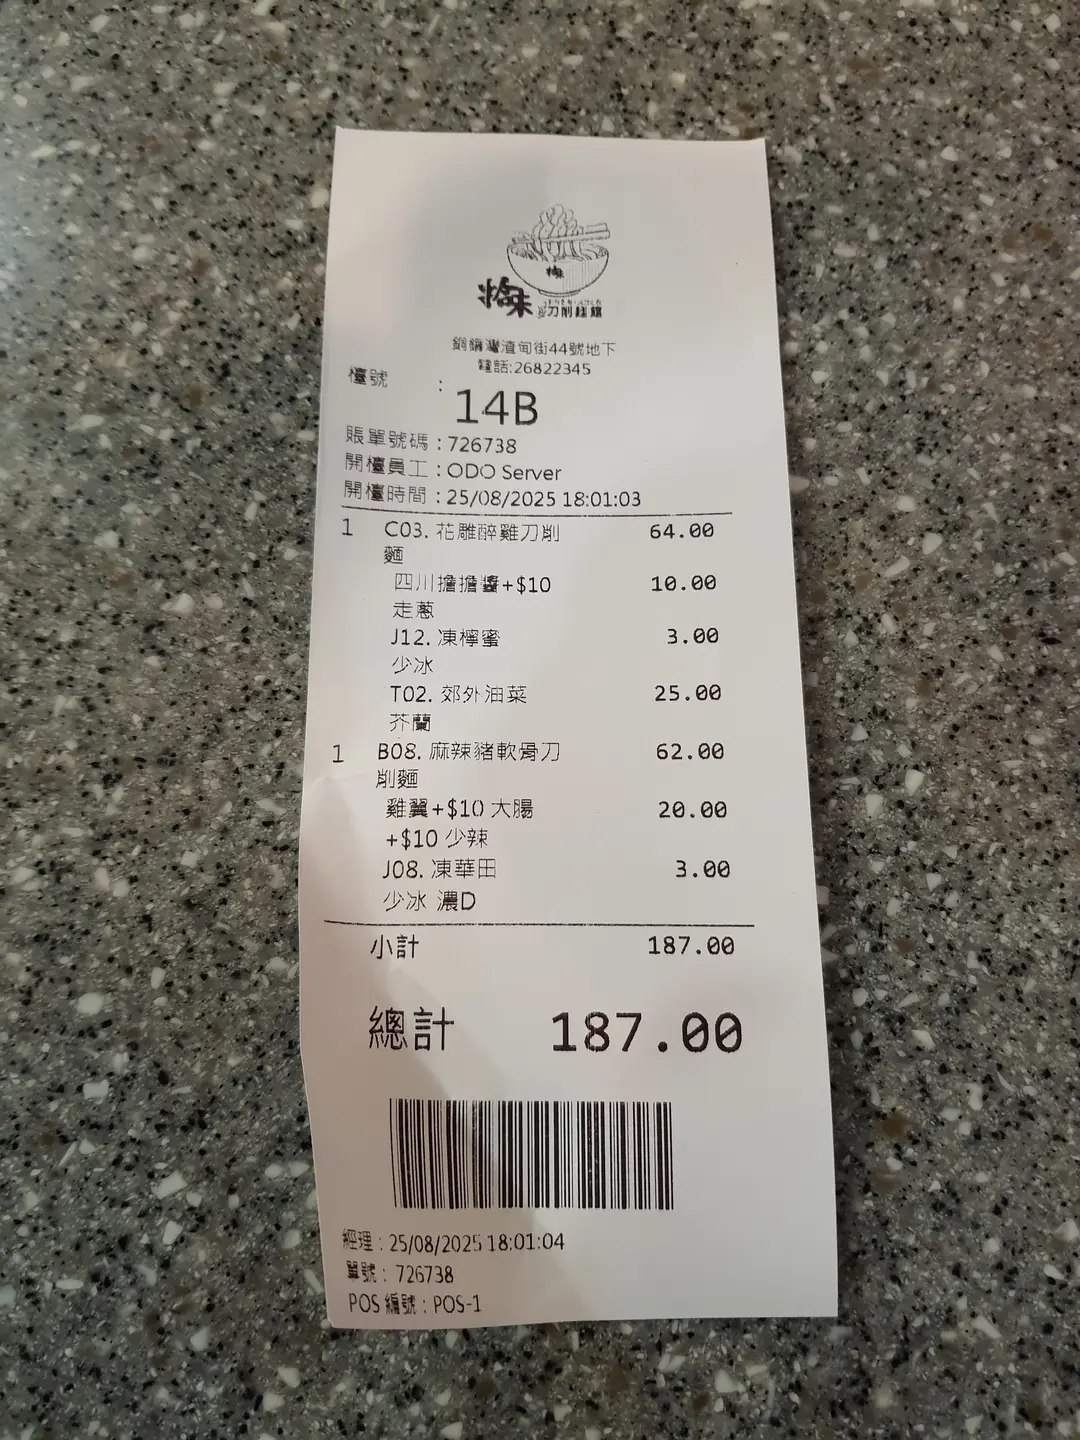 刀削麵館
銅鑼灣渣甸街44號地下
電話:26822345
檯號 :
14B
賬單號碼：726738
開檯員工：ODO Server
開檯時間：25/08/2025 18:01:03
1 C03. 花雕醉雞刀削 64.00
麵
四川擔擔醬+$10 10.00
走蔥
J12. 凍檸蜜 3.00
少冰
T02. 郊外油菜 25.00
芥蘭
1 B08. 麻辣豬軟骨刀 62.00
削麵
雞翼+$10 大腸 20.00
+$10 少辣
J08. 凍華田 3.00
少冰 濃D
小計 187.00
總計 187.00
經理：25/08/2025 18:01:04
單號：726738
POS 編號：POS-1